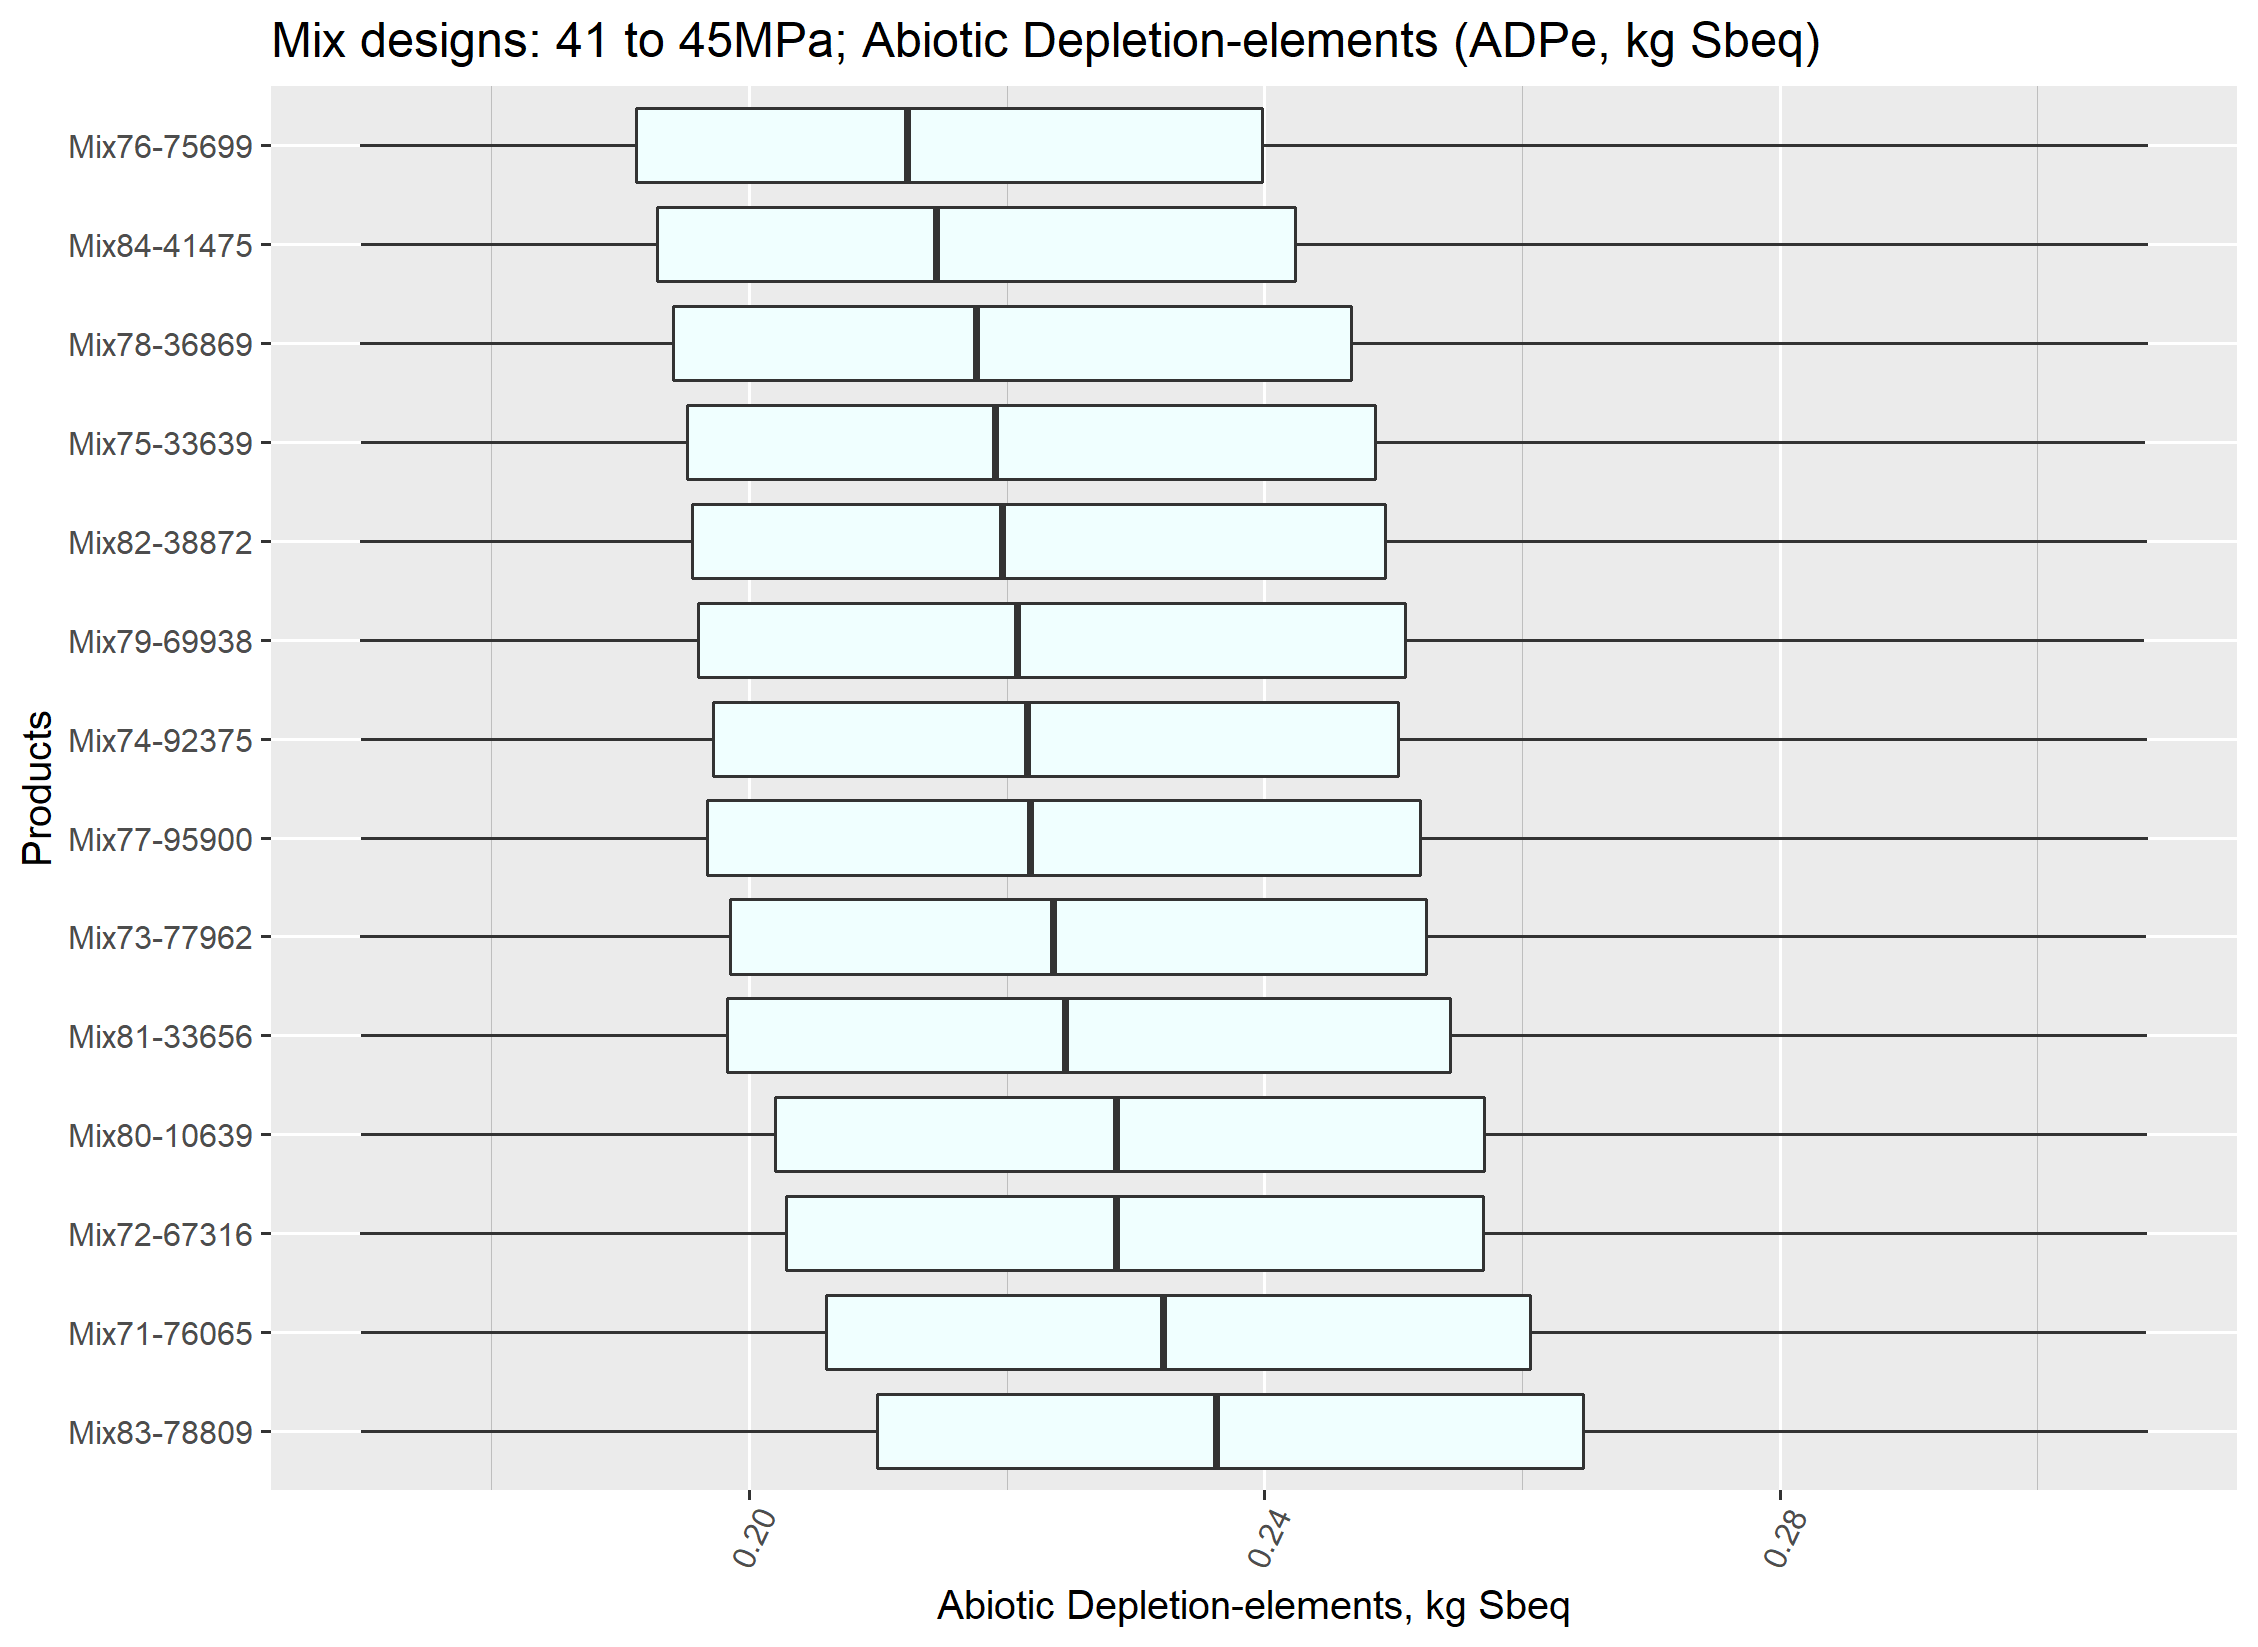 Mix designs: 41 to 45MPa; Abiotic Depletion-elements (ADPe, kg Sbeq)
Products
Mix76-75699
Mix84-41475
Mix78-36869
Mix75-33639
Mix82-38872
Mix79-69938
Mix74-92375
Mix77-95900
Mix73-77962
Mix81-33656
Mix80-10639
Mix72-67316
Mix71-76065
Mix83-78809
0.20
0.24
0.28
Abiotic Depletion-elements, kg Sbeq